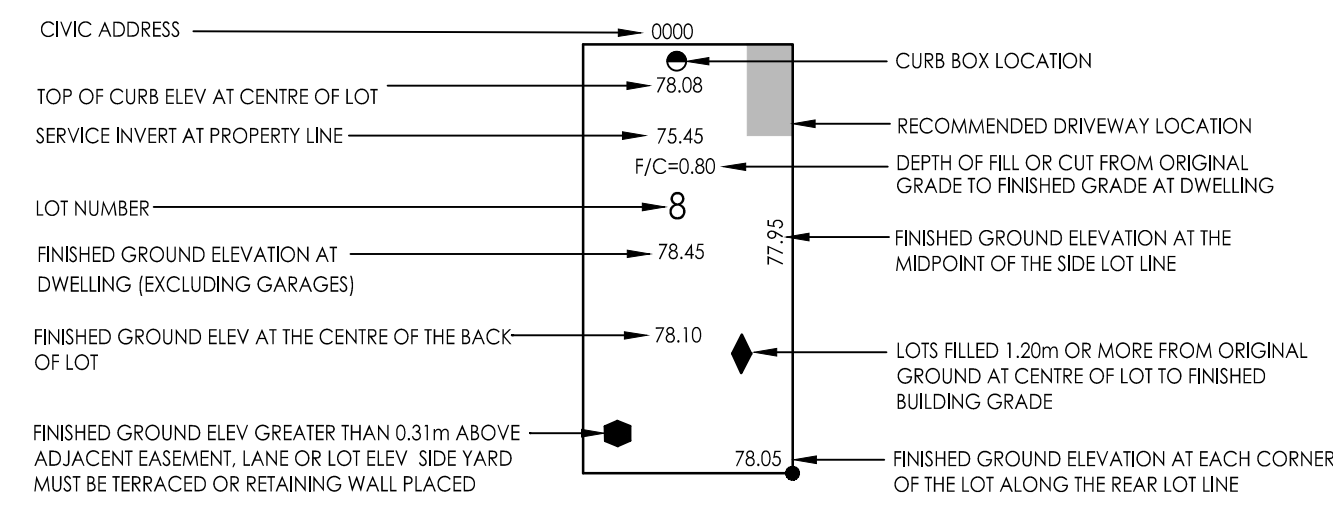 CIVIC ADDRESS
0000
CURB BOX LOCATION
TOP OF CURB ELEV AT CENTRE OF LOT
78.08
SERVICE INVERT AT PROPERTY LINE
75.45
RECOMMENDED DRIVEWAY LOCATION
F/C=0.80
DEPTH OF FILL OR CUT FROM ORIGINAL
GRADE TO FINISHED GRADE AT DWELLING
LOT NUMBER
8
FINISHED GROUND ELEVATION AT
DWELLING (EXCLUDING GARAGES)
78.45
77.95
FINISHED GROUND ELEVATION AT THE
MIDPOINT OF THE SIDE LOT LINE
FINISHED GROUND ELEV AT THE CENTRE OF THE BACK
OF LOT
78.10
LOTS FILLED 1.20m OR MORE FROM ORIGINAL
GROUND AT CENTRE OF LOT TO FINISHED
BUILDING GRADE
FINISHED GROUND ELEV GREATER THAN 0.31m ABOVE
ADJACENT EASEMENT, LANE OR LOT ELEV SIDE YARD
MUST BE TERRACED OR RETAINING WALL PLACED
78.05
FINISHED GROUND ELEVATION AT EACH CORNER
OF THE LOT ALONG THE REAR LOT LINE